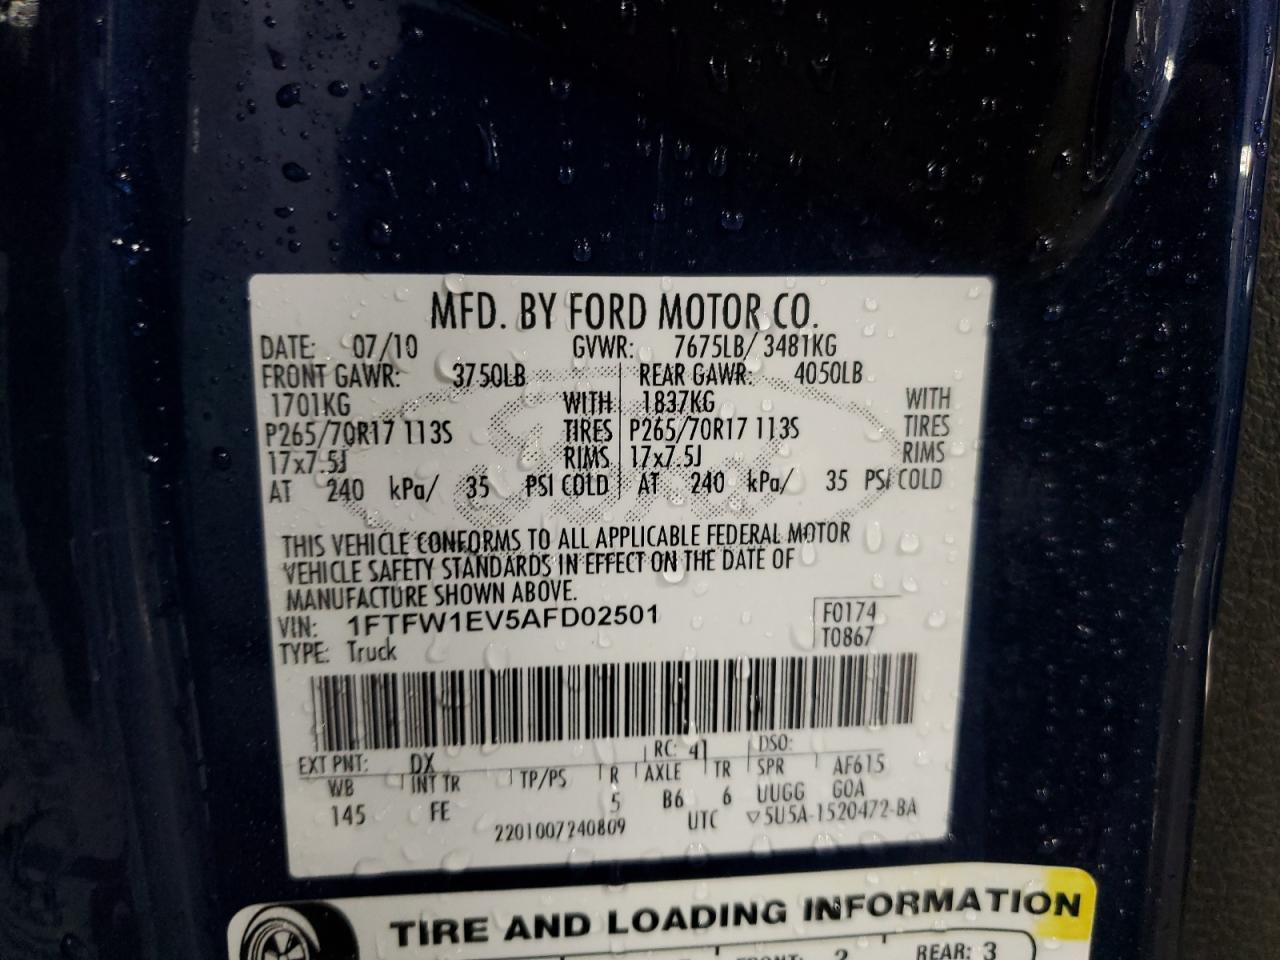 MFD. BY FORD MOTOR CO.
DATE: 07/10 GVWR: 7675LB/ 3481KG
FRONT GAWR: 3750LB REAR GAWR: 4050LB
1701KG WITH 1837KG WITH
P265/70R17 113S TIRES P265/70R17 113S TIRES
17x7.5J RIMS 17x7.5J RIMS
AT 240 kPa/ 35 PSI COLD AT 240 kPa/ 35 PSI COLD
THIS VEHICLE CONFORMS TO ALL APPLICABLE FEDERAL MOTOR
VEHICLE SAFETY STANDARDS IN EFFECT ON THE DATE OF
MANUFACTURE SHOWN ABOVE.
VIN: 1FTFW1EV5AFD02501 F0174
TYPE: Truck T0867
EXT PNT: DX RC: 41 DSO:
WB INT TR TP/PS R AXLE TR SPR AF615
145 FE 5 B6 6 UUGG GOA
2201007240809 UTC ▽5U5A-1520472-BA
TIRE AND LOADING INFORMATION
FRONT: 2 REAR: 3